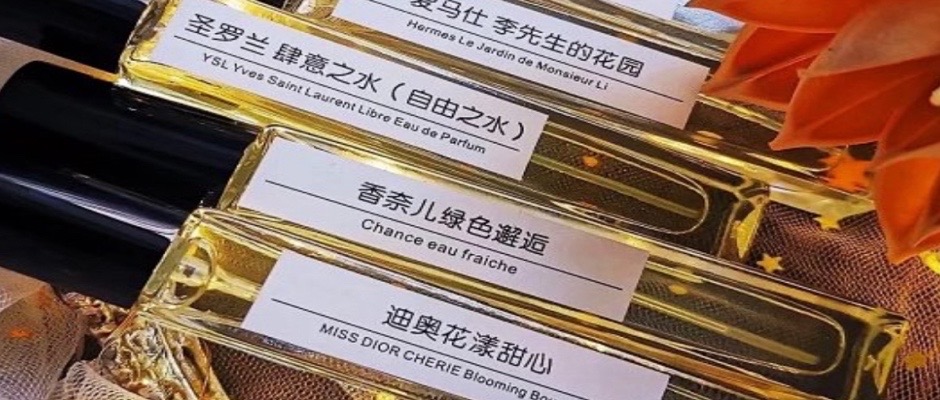 爱马仕 李先生的花园
Hermes Le Jardin de Monsieur Li
圣罗兰 肆意之水（自由之水）
YSL Yves Saint Laurent Libre Eau de Parfum
香奈儿绿色邂逅
Chance eau fraiche
迪奥花漾甜心
MISS DIOR CHERIE Blooming